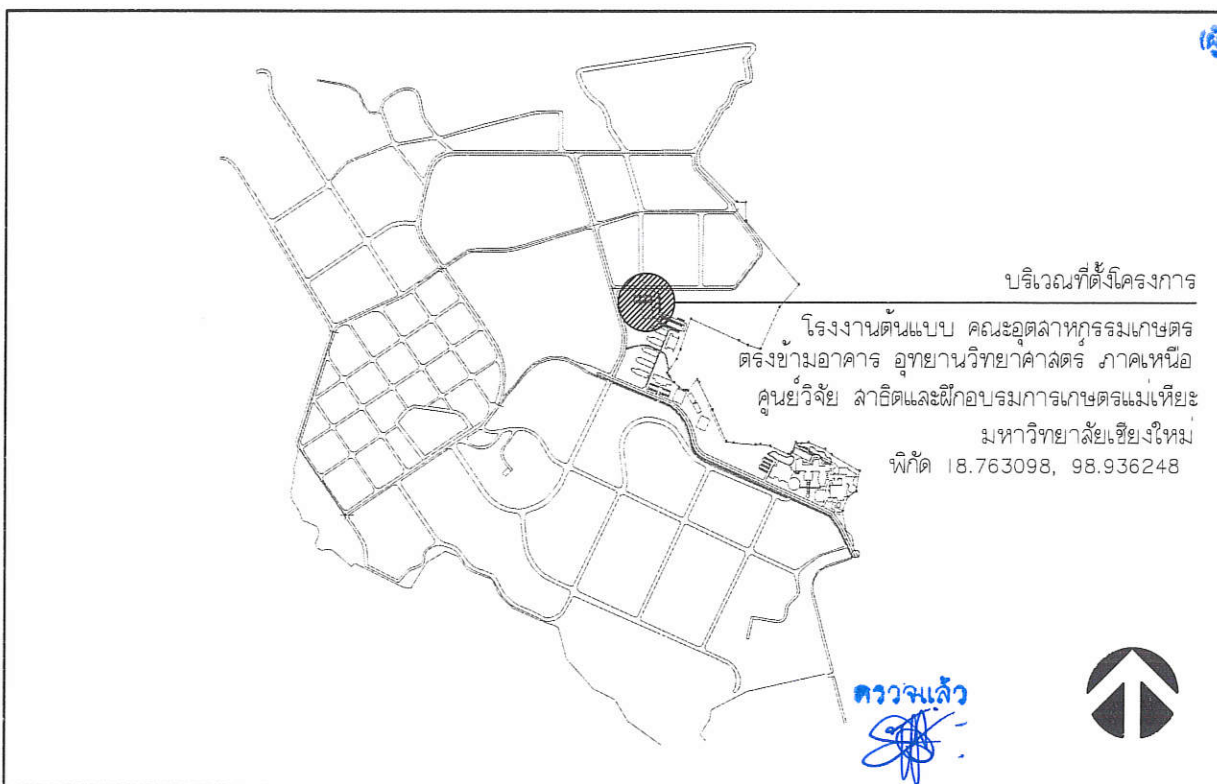 บริเวณที่ตั้งโครงการ
โรงงานต้นแบบ คณะอุตสาหกรรมเกษตร
ตรงข้ามอาคาร อุทยานวิทยาศาสตร์ ภาคเหนือ
ศูนย์วิจัย สาธิตและฝึกอบรมการเกษตรแม่เหียะ
มหาวิทยาลัยเชียงใหม่
พิกัด 18.763098, 98.936248
ตรวจแล้ว